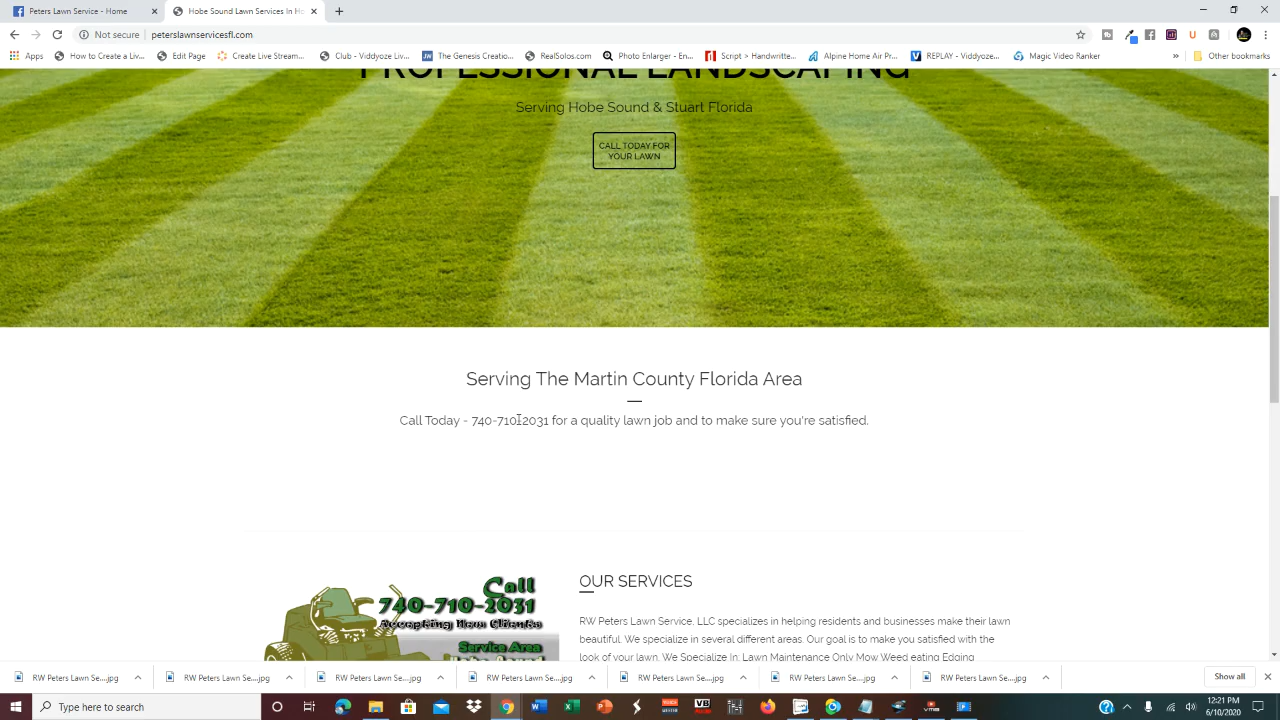 Peters Lawn Service - Home
Hobe Sound Lawn Services In Ho
Not secure | peterslawnservicesfl.com
Apps
How to Create a Liv...
Edit Page
Create Live Stream...
Club - Viddyoze Liv...
The Genesis Creatio...
RealSolos.com
Photo Enlarger - En...
Script > Handwritte...
Alpine Home Air Pr...
REPLAY - Viddyoze...
Magic Video Ranker
»
Other bookmarks
PROFESSIONAL LANDSCAPING
Serving Hobe Sound & Stuart Florida
CALL TODAY FOR
YOUR LAWN
Serving The Martin County Florida Area
Call Today - 740-710-2031 for a quality lawn job and to make sure you're satisfied.
Call
740-710-2031
Accepting New Clients
Service Area
Hobe Sound
OUR SERVICES
RW Peters Lawn Service, LLC specializes in helping residents and businesses make their lawn
beautiful. We specialize in several different areas. Our goal is to make you satisfied with the
look of your lawn. We Specialize In: Lawn Maintenance Only Mow Weed eating Edging
RW Peters Lawn Se....jpg
RW Peters Lawn Se....jpg
RW Peters Lawn Se....jpg
RW Peters Lawn Se....jpg
RW Peters Lawn Se....jpg
RW Peters Lawn Se....jpg
RW Peters Lawn Se....jpg
Show all
Type here to search
12:21 PM
6/10/2020